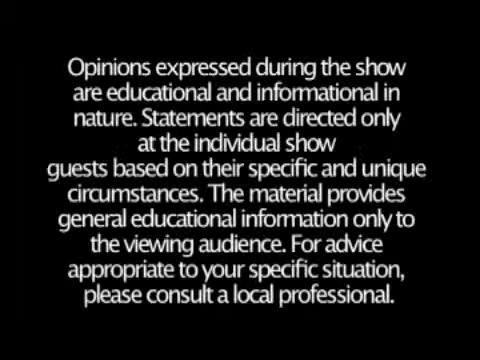 Opinions expressed during the show
are educational and informational in
nature. Statements are directed only
at the individual show
guests based on their specific and unique
circumstances. The material provides
general educational information only to
the viewing audience. For advice
appropriate to your specific situation,
please consult a local professional.